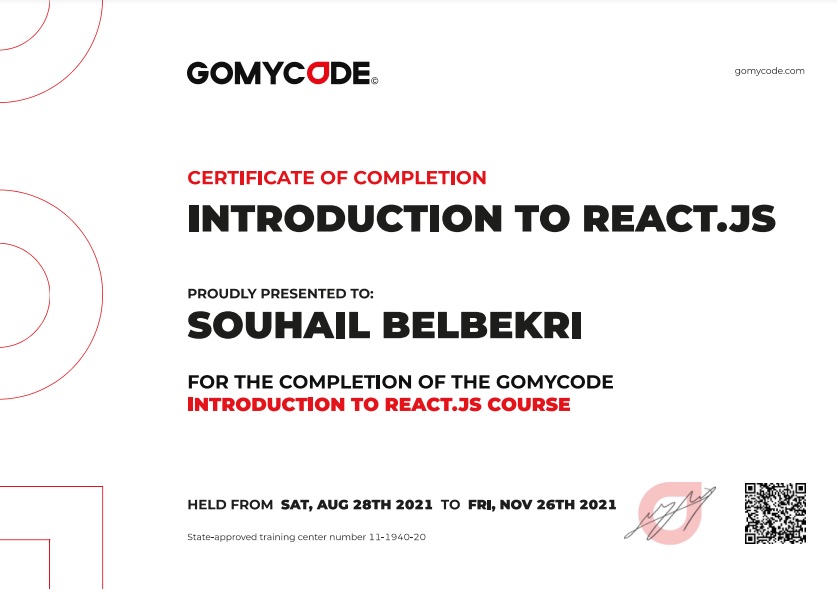 GOMYCODE©
gomycode.com
CERTIFICATE OF COMPLETION
INTRODUCTION TO REACT.JS
PROUDLY PRESENTED TO:
SOUHAIL BELBEKRI
FOR THE COMPLETION OF THE GOMYCODE
INTRODUCTION TO REACT.JS COURSE
HELD FROM SAT, AUG 28TH 2021 TO FRI, NOV 26TH 2021
State-approved training center number 11-1940-20